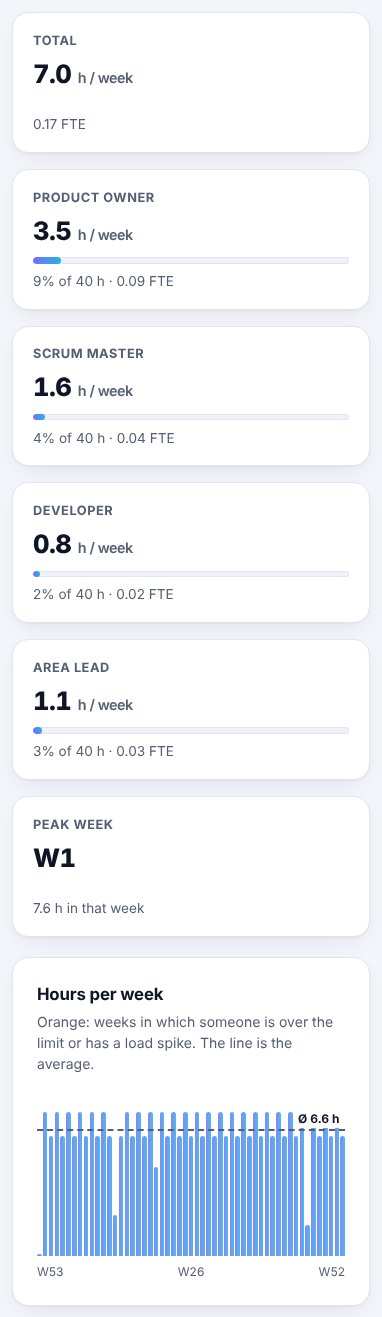 TOTAL
7.0 h / week
0.17 FTE
PRODUCT OWNER
3.5 h / week
9% of 40 h · 0.09 FTE
SCRUM MASTER
1.6 h / week
4% of 40 h · 0.04 FTE
DEVELOPER
0.8 h / week
2% of 40 h · 0.02 FTE
AREA LEAD
1.1 h / week
3% of 40 h · 0.03 FTE
PEAK WEEK
W1
7.6 h in that week
Hours per week
Orange: weeks in which someone is over the
limit or has a load spike. The line is the
average.
Ø 6.6 h
W53 W26 W52